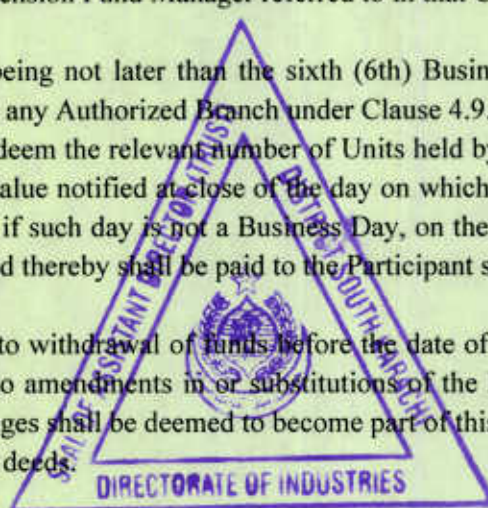 ension Fund Manager referred to in that C
being not later than the sixth (6th) Busin
any Authorized Branch under Clause 4.9.
deem the relevant number of Units held by
value notified at close of the day on which
if such day is not a Business Day, on the
d thereby shall be paid to the Participant s
to withdrawal of funds before the date of
o amendments in or substitutions of the
ges shall be deemed to become part of this
deeds.
SEAL OF ASSISTANT DIRECTOR (TRUST)
DISTRICT SOUTH KARACHI
DIRECTORATE OF INDUSTRIES